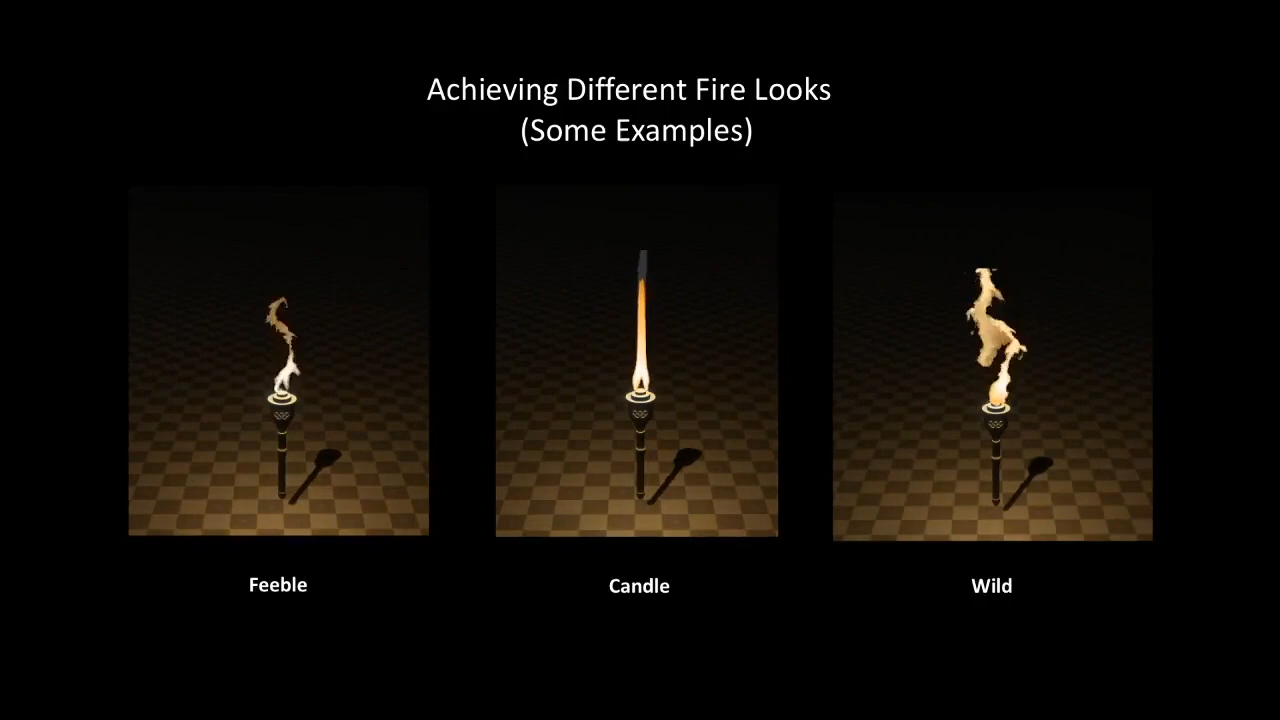 Achieving Different Fire Looks
(Some Examples)
Feeble
Candle
Wild